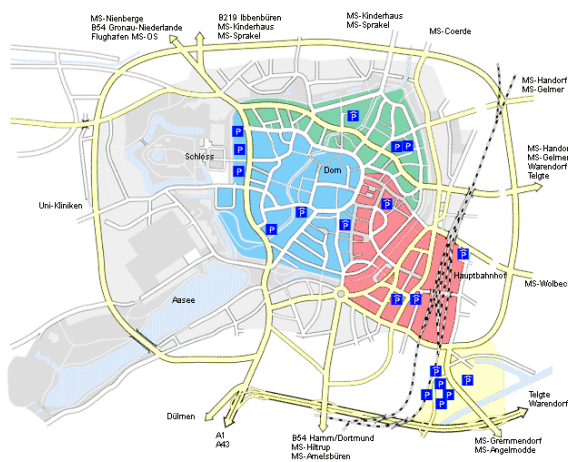 MS-Nienberge
B54 Gronau-Niederlande
Flughafen MS-OS
B219 Ibbenbüren
MS-Kinderhaus
MS-Sprakel
MS-Kinderhaus
MS-Sprakel
MS-Coerde
MS-Handorf
MS-Gelmer
P
P
P
P
P
Schloss
P
P
Dom
MS-Handor
MS-Gelmer
Warendorf
Telgte
Uni-Kliniken
P
P
P
P
P
Hauptbahnhof
MS-Wolbec
Aasee
P
P
P
P
P
P
P
P
Telgte
Warendorf
Dülmen
A1
A43
B54 Hamm/Dortmund
MS-Hiltrup
MS-Amelsbüren
MS-Gremmendorf
MS-Angelmodde